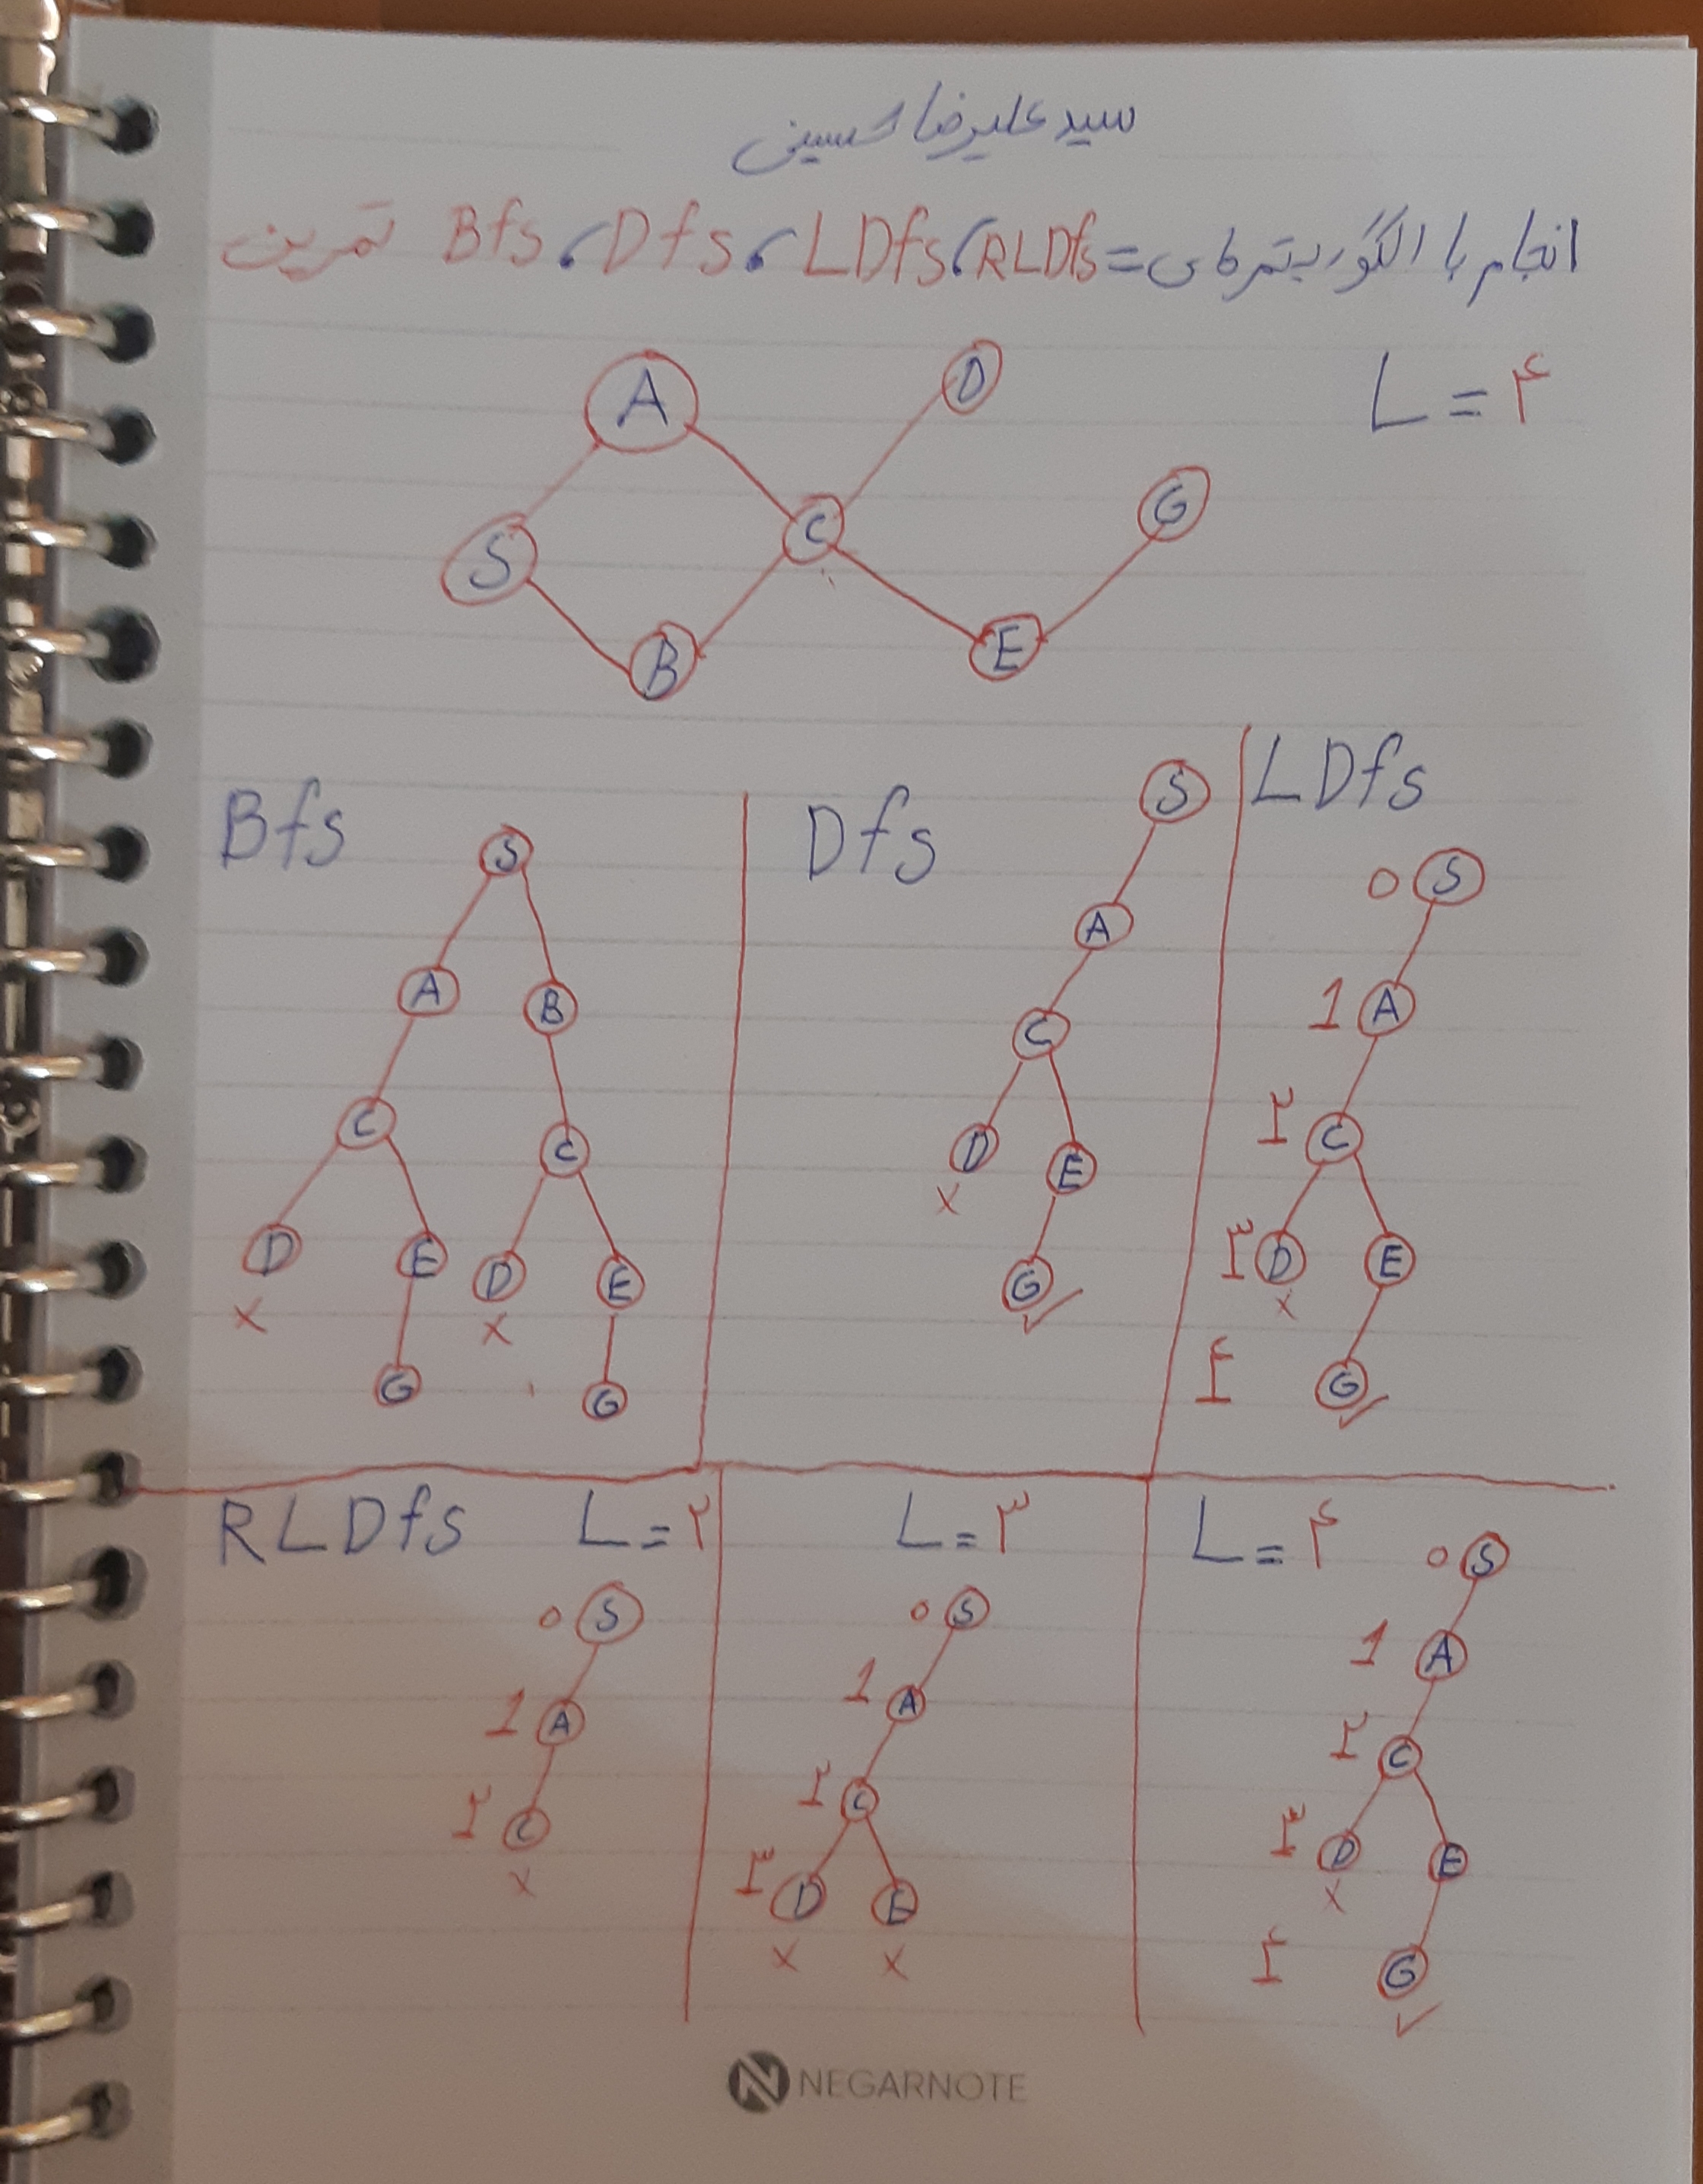 سید علیرضا حسینی
تمرین Bfs، Dfs، LDfs، RLDfs = انجام با الگوریتم های
L = ۴
A
D
S
C
G
B
E
Bfs
S
A B
C C
D E D E
x x
G G
Dfs
S
A
C
D E
x
G ✓
LDfs
0 S
1 A
۲ C
۳ D E
x
۴ G ✓
RLDfs L = ۲
0 S
1 A
۲ C
x
L = ۳
0 S
1 A
۲ C
۳ D E
x x
L = ۴
0 S
1 A
۲ C
۳ D E
x
۴ G
✓
NEGARNOTE